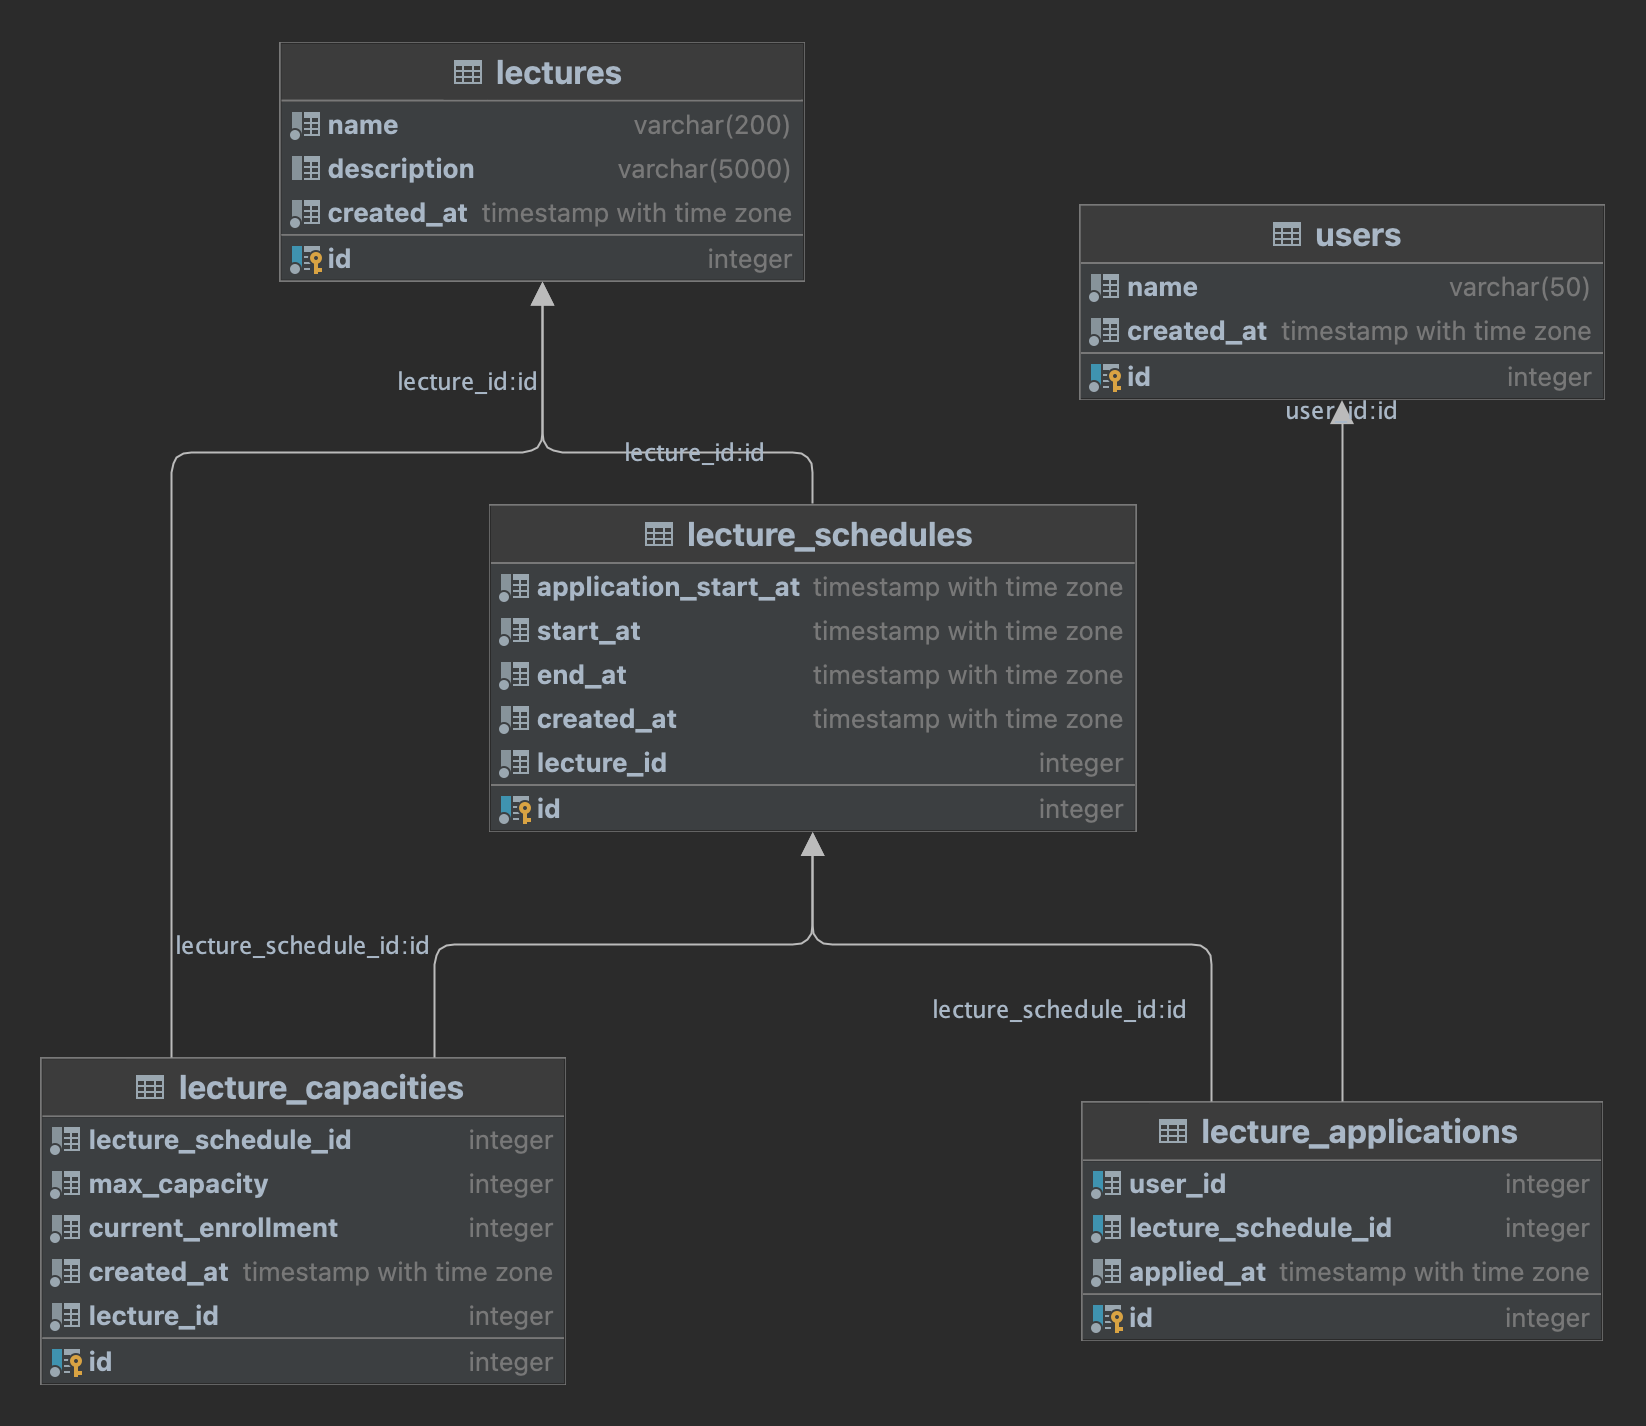 lectures
name varchar(200)
description varchar(5000)
created_at timestamp with time zone
id integer
users
name varchar(50)
created_at timestamp with time zone
id integer
user_id:id
lecture_id:id
lecture_id:id
lecture_schedules
application_start_at timestamp with time zone
start_at timestamp with time zone
end_at timestamp with time zone
created_at timestamp with time zone
lecture_id integer
id integer
lecture_schedule_id:id
lecture_schedule_id:id
lecture_capacities
lecture_schedule_id integer
max_capacity integer
current_enrollment integer
created_at timestamp with time zone
lecture_id integer
id integer
lecture_applications
user_id integer
lecture_schedule_id integer
applied_at timestamp with time zone
id integer